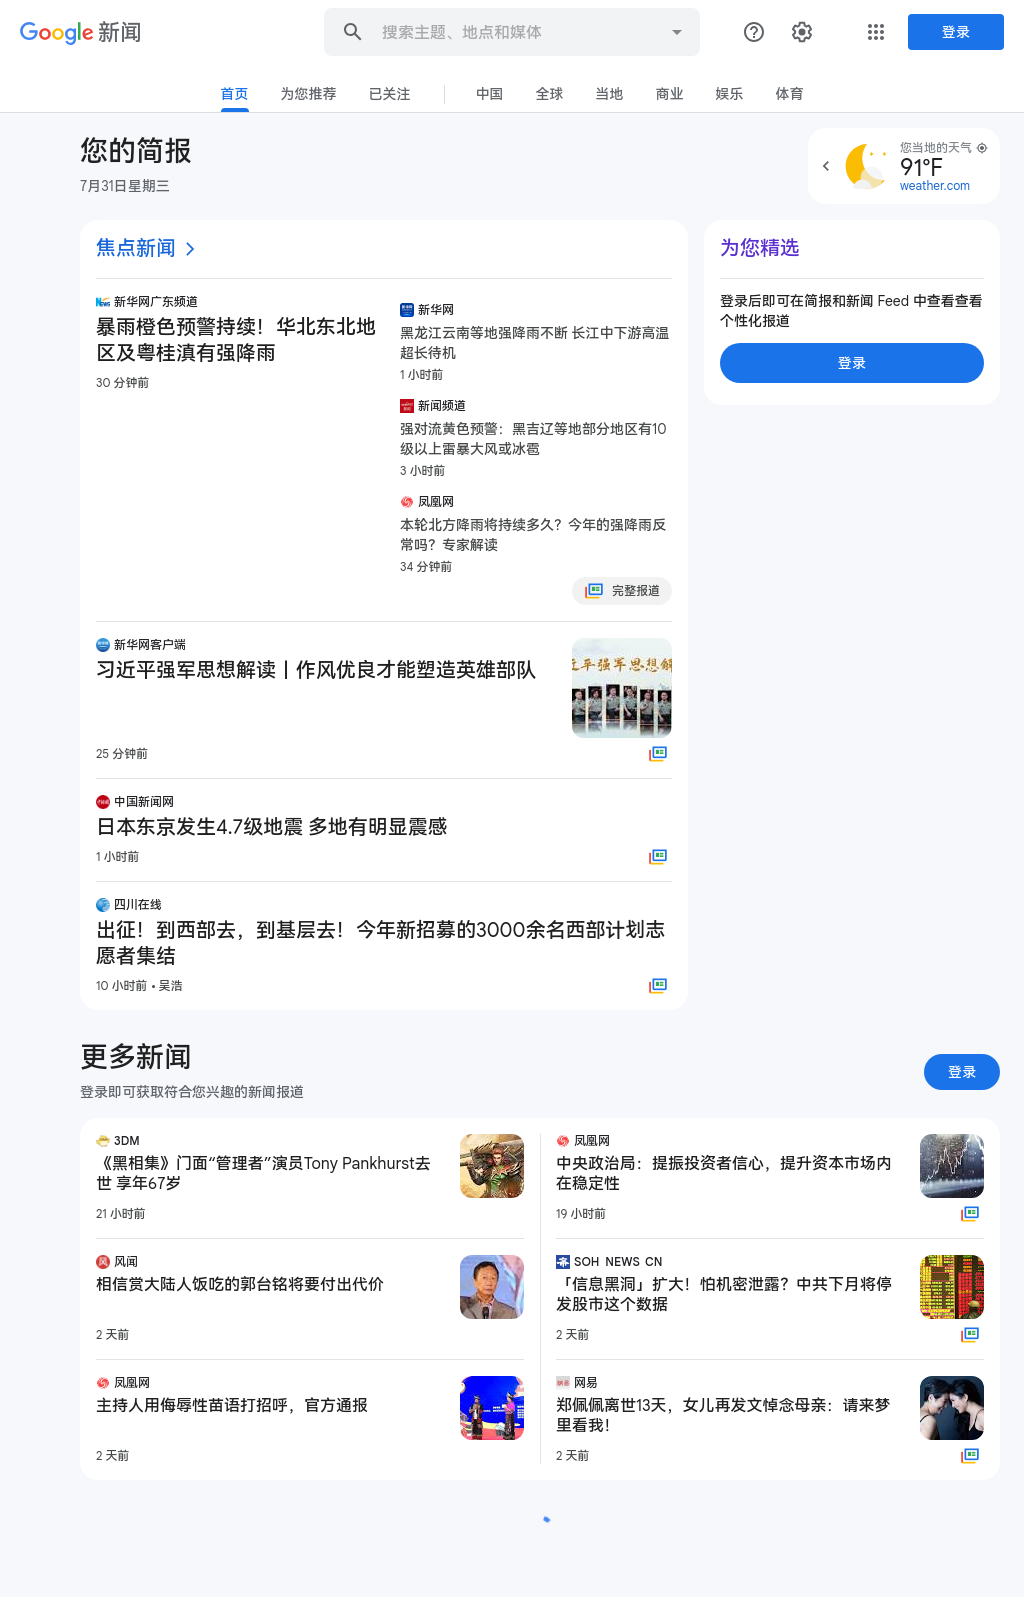 Google 新闻
搜索主题、地点和媒体
登录
首页
为您推荐
已关注
中国
全球
当地
商业
娱乐
体育
您的简报
7月31日星期三
您当地的天气
91°F
weather.com
焦点新闻
新华网广东频道
暴雨橙色预警持续！华北东北地
区及粤桂滇有强降雨
30 分钟前
新华网
黑龙江云南等地强降雨不断 长江中下游高温
超长待机
1 小时前
新闻频道
强对流黄色预警：黑吉辽等地部分地区有10
级以上雷暴大风或冰雹
3 小时前
凤凰网
本轮北方降雨将持续多久？今年的强降雨反
常吗？专家解读
34 分钟前
完整报道
新华网客户端
习近平强军思想解读丨作风优良才能塑造英雄部队
近平强军思想解
25 分钟前
中国新闻网
日本东京发生4.7级地震 多地有明显震感
1 小时前
四川在线
出征！到西部去，到基层去！今年新招募的3000余名西部计划志
愿者集结
10 小时前 • 吴浩
为您精选
登录后即可在简报和新闻 Feed 中查看查看
个性化报道
登录
更多新闻
登录即可获取符合您兴趣的新闻报道
登录
3DM
《黑相集》门面“管理者”演员Tony Pankhurst去
世 享年67岁
21 小时前
凤凰网
中央政治局：提振投资者信心，提升资本市场内
在稳定性
19 小时前
风闻
相信赏大陆人饭吃的郭台铭将要付出代价
2 天前
SOH NEWS CN
「信息黑洞」扩大！怕机密泄露？中共下月将停
发股市这个数据
2 天前
凤凰网
主持人用侮辱性苗语打招呼，官方通报
2 天前
网易
郑佩佩离世13天，女儿再发文悼念母亲：请来梦
里看我！
2 天前